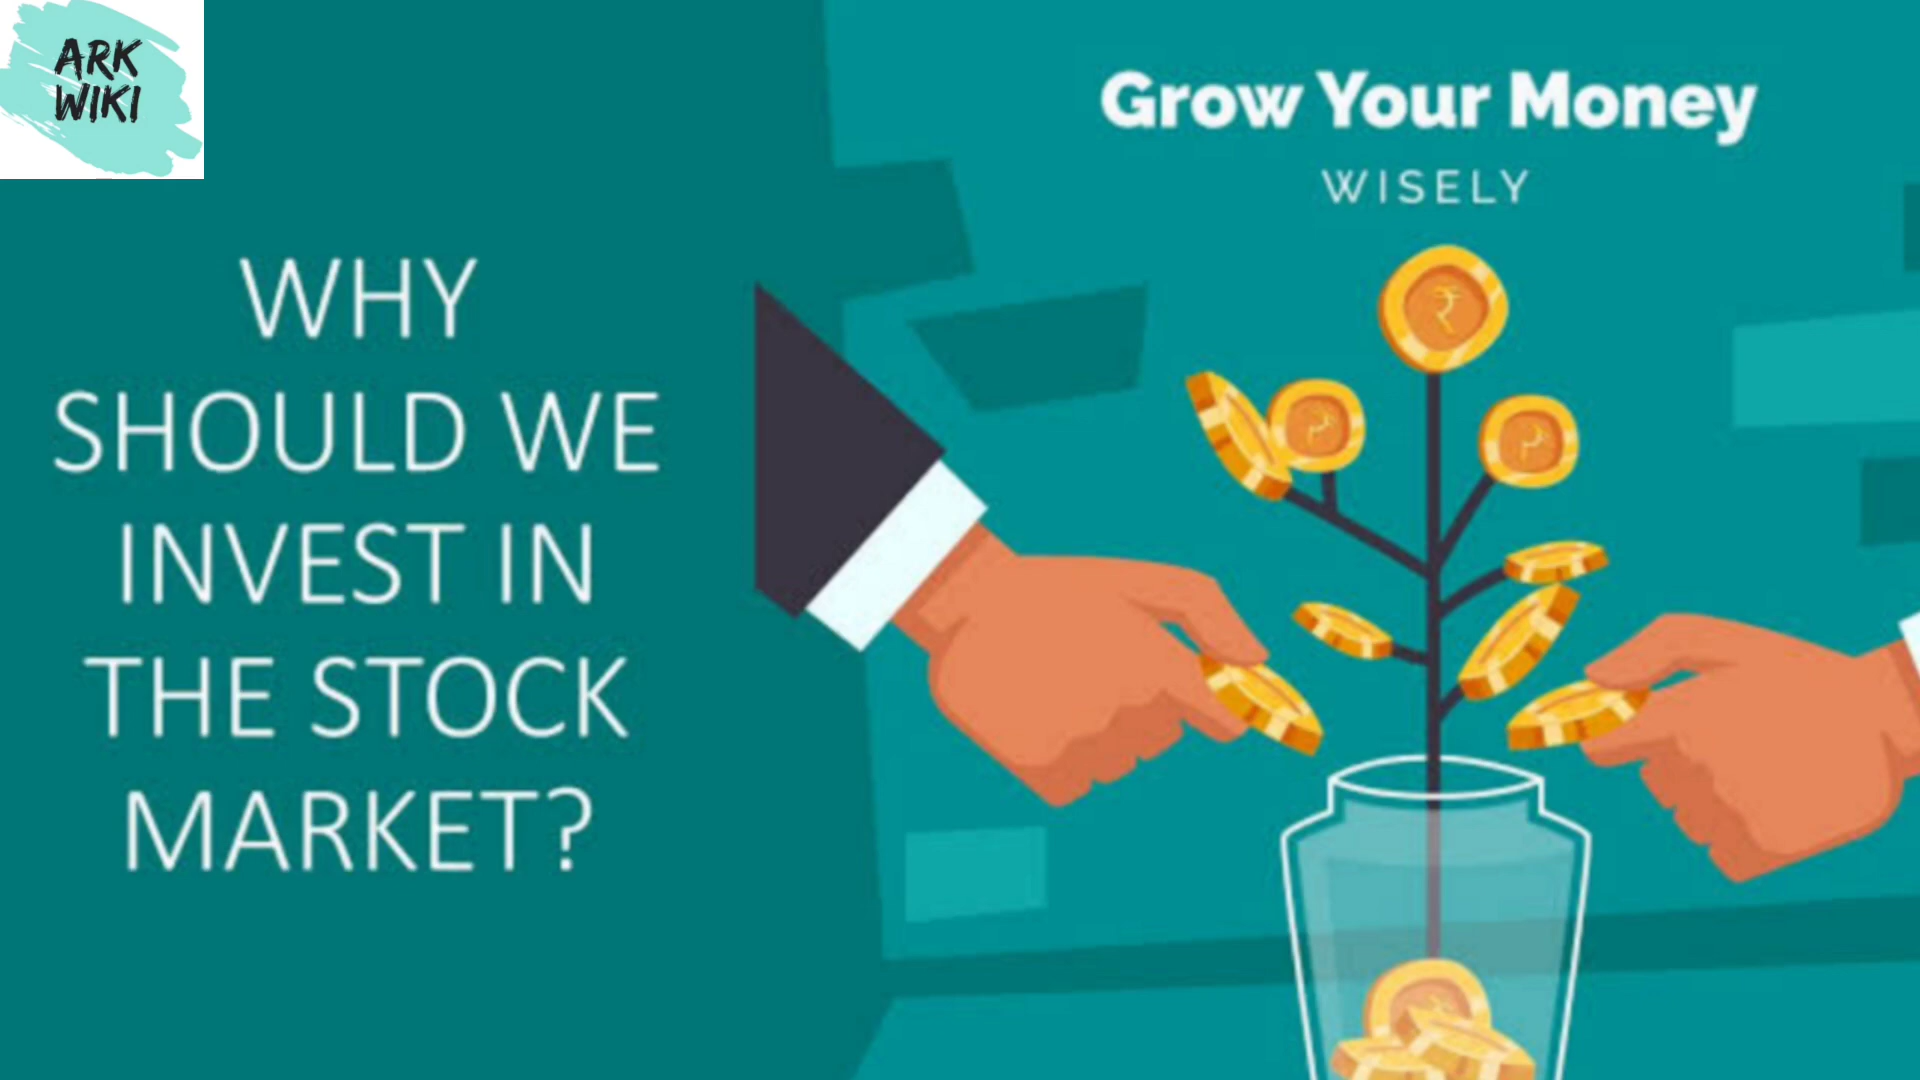 ARK
WIKI
WHY
SHOULD WE
INVEST IN
THE STOCK
MARKET?
Grow Your Money
WISELY
₹